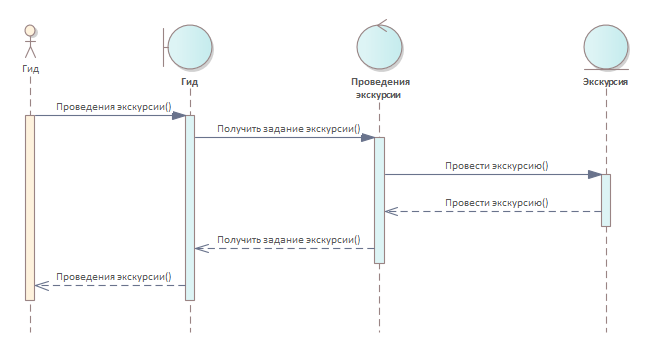 Гид
Гид
Проведения
экскурсии
Экскурсия
Проведения экскурсии()
Получить задание экскурсии()
Провести экскурсию()
Провести экскурсию()
Получить задание экскурсии()
Проведения экскурсии()